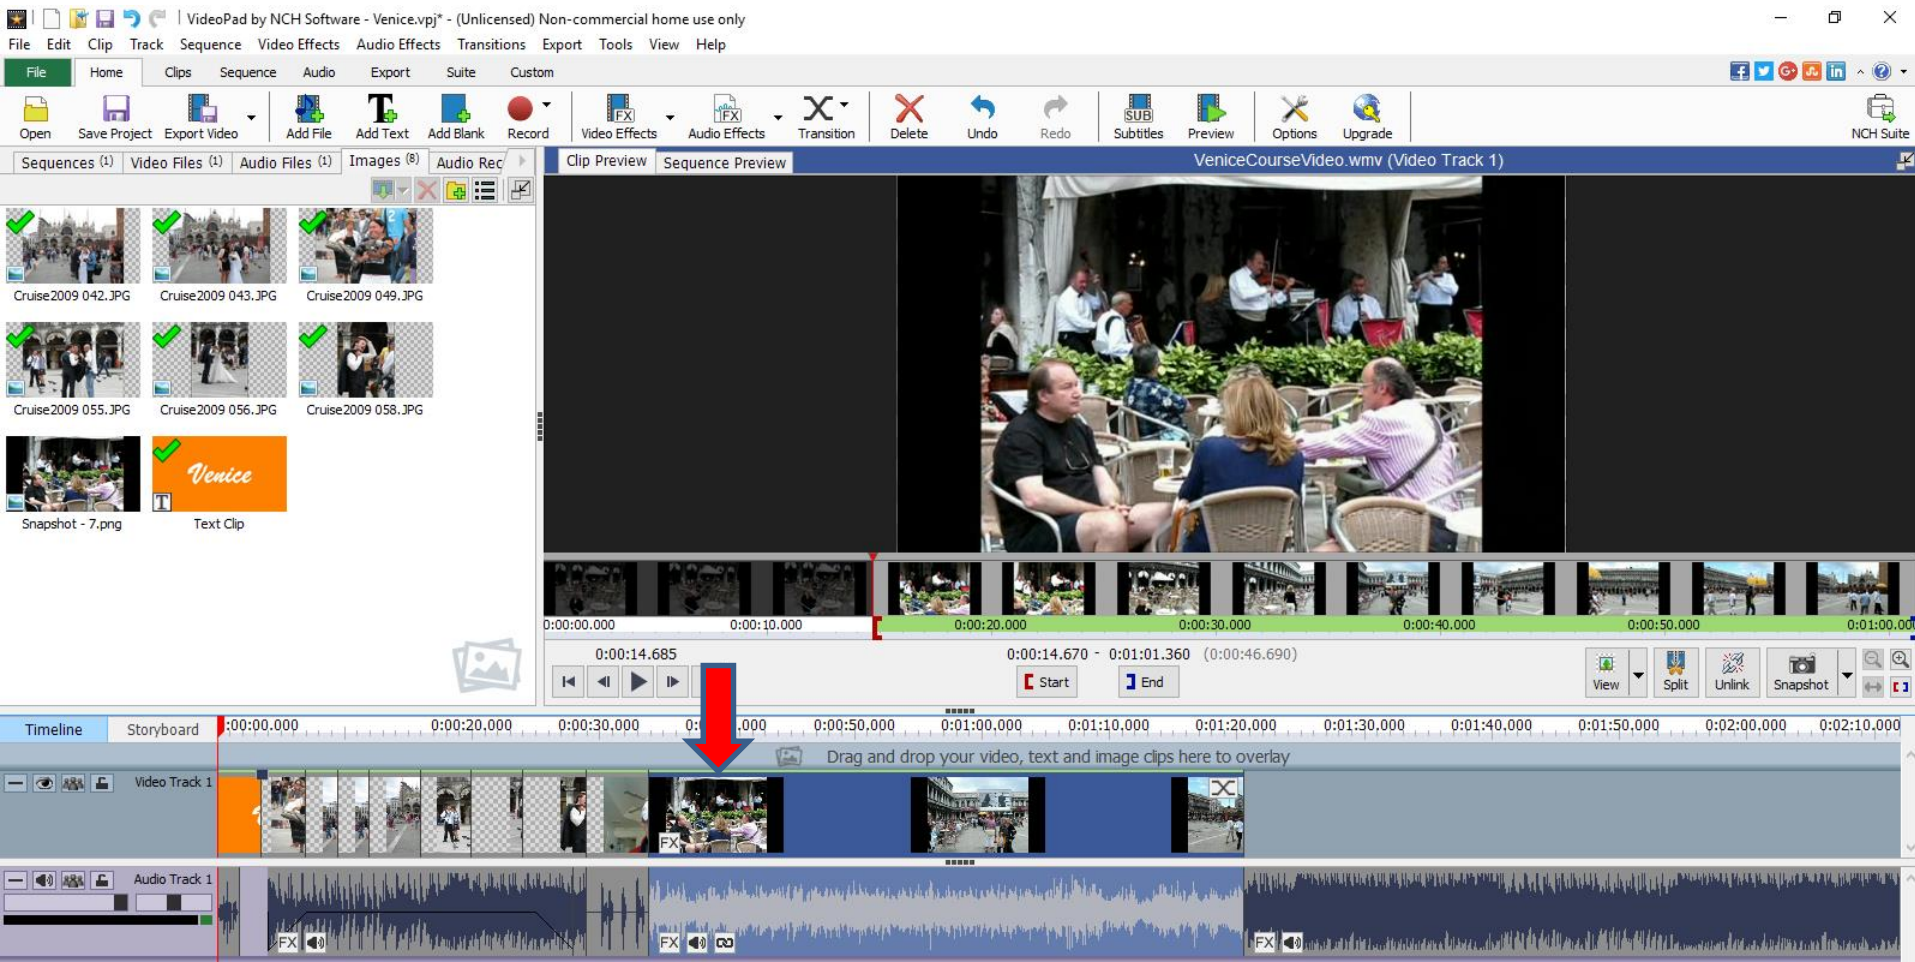 VideoPad by NCH Software - Venice.vpj* - (Unlicensed) Non-commercial home use only
File Edit Clip Track Sequence Video Effects Audio Effects Transitions Export Tools View Help
File Home Clips Sequence Audio Export Suite Custom
Open Save Project Export Video Add File Add Text Add Blank Record Video Effects Audio Effects Transition Delete Undo Redo Subtitles Preview Options Upgrade NCH Suite
Sequences (1) Video Files (1) Audio Files (1) Images (8) Audio Rec
Clip Preview Sequence Preview VeniceCourseVideo.wmv (Video Track 1)
Cruise2009 042.JPG Cruise2009 043.JPG Cruise2009 049.JPG
Cruise2009 055.JPG Cruise2009 056.JPG Cruise2009 058.JPG
Venice
Snapshot - 7.png Text Clip
0:00:00.000 0:00:10.000 0:00:20.000 0:00:30.000 0:00:40.000 0:00:50.000 0:01:00.00
0:00:14.685 0:00:14.670 - 0:01:01.360 (0:00:46.690)
Start End View Split Unlink Snapshot
Timeline Storyboard :00:00.000 0:00:20.000 0:00:30.000 0:00:50.000 0:01:00.000 0:01:10.000 0:01:20.000 0:01:30.000 0:01:40.000 0:01:50.000 0:02:00.000 0:02:10.000
Drag and drop your video, text and image clips here to overlay
Video Track 1
FX
Audio Track 1
FX FX FX